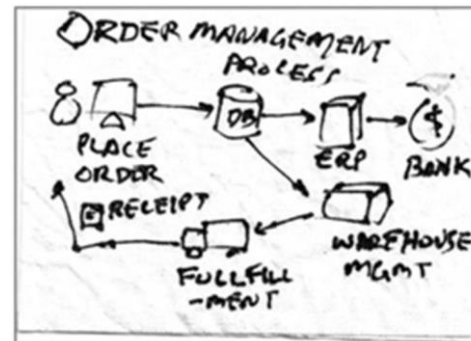 ORDER MANAGEMENT
PROCESS
DB
$
PLACE
ORDER
ERP
BANK
RECEIPT
WAREHOUSE
MGMT
FULLFILL
-MENT